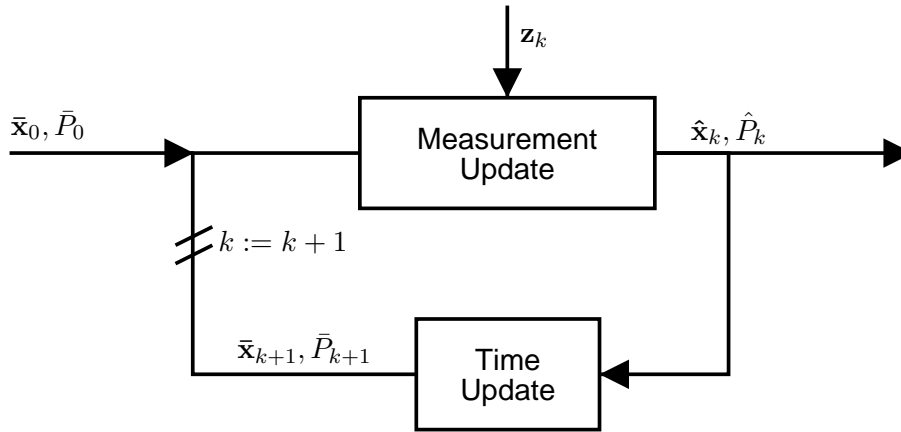 z_k
x̄_0, P̄_0
Measurement
Update
x̂_k, P̂_k
k := k + 1
x̄_{k+1}, P̄_{k+1}
Time
Update